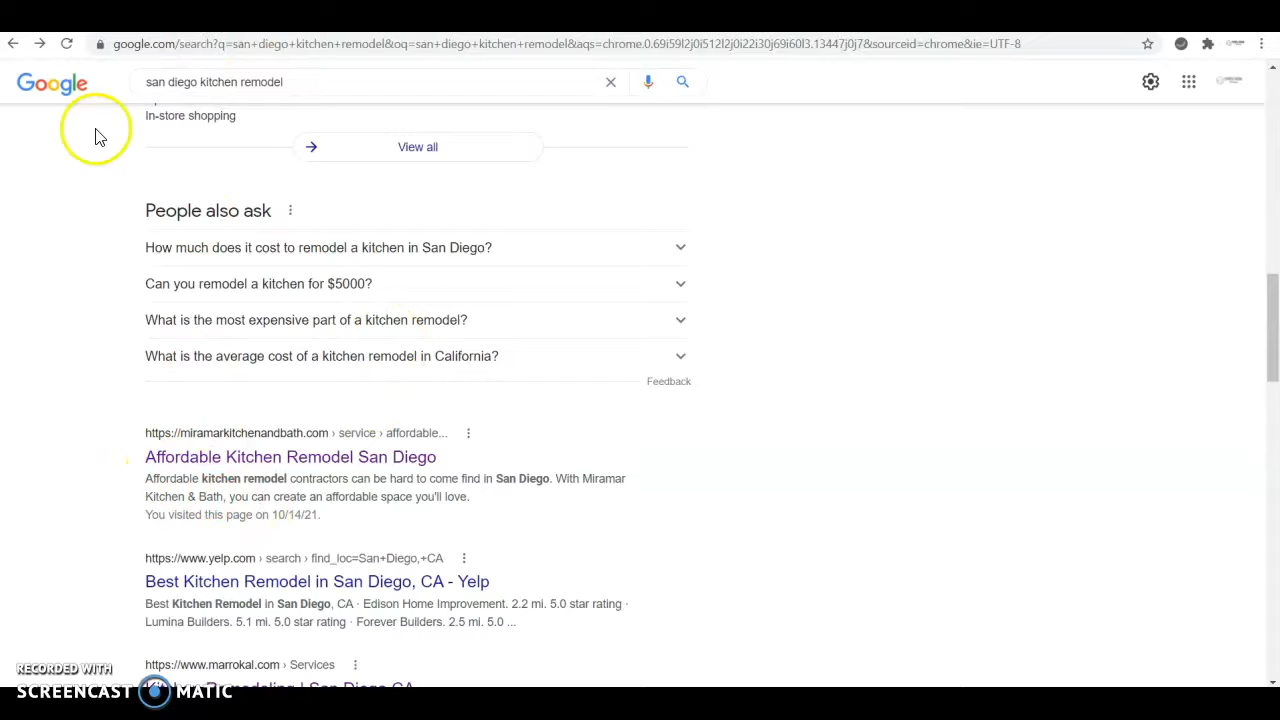 google.com/search?q=san+diego+kitchen+remodel&oq=san+diego+kitchen+remodel&aqs=chrome.0.69i59l2j0i512l2j0i22i30j69i60l3.13447j0j7&sourceid=chrome&ie=UTF-8
Google
san diego kitchen remodel
In-store shopping
View all
People also ask
How much does it cost to remodel a kitchen in San Diego?
Can you remodel a kitchen for $5000?
What is the most expensive part of a kitchen remodel?
What is the average cost of a kitchen remodel in California?
Feedback
https://miramarkitchenandbath.com › service › affordable...
Affordable Kitchen Remodel San Diego
Affordable kitchen remodel contractors can be hard to come find in San Diego. With Miramar
Kitchen & Bath, you can create an affordable space you'll love.
You visited this page on 10/14/21.
https://www.yelp.com › search › find_loc=San+Diego,+CA
Best Kitchen Remodel in San Diego, CA - Yelp
Best Kitchen Remodel in San Diego, CA · Edison Home Improvement. 2.2 mi. 5.0 star rating ·
Lumina Builders. 5.1 mi. 5.0 star rating · Forever Builders. 2.5 mi. 5.0 ...
https://www.marrokal.com › Services
Kitchen Remodeling | San Diego CA
RECORDED WITH
SCREENCAST MATIC